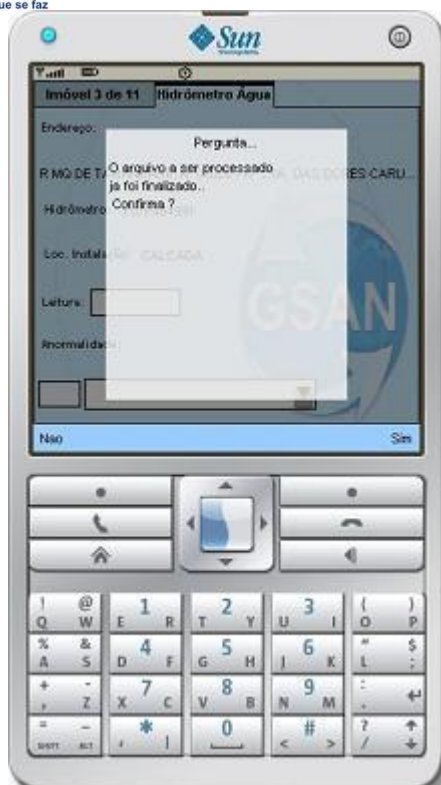 que se faz
Sun
Imóvel 3 de 11 Hidrômetro Água
Endereço:
Pergunta...
R MQ DE DAS DORES CARU...
O arquivo a ser processado
ja foi finalizado..
Confirma ?
Hidrômetro
Loc. Instala CALCADA
Leitura:
GSAN
Anormalidade
Nao Sim
! @ 1 2 3 ( )
Q W E R T Y U I O P
% & 4 5 6 " $
A S D F G H J K L ;
+ - 7 8 9 :
, Z X C V B N M .
= _ * 0 # ?
SHIFT ALT ' < > /